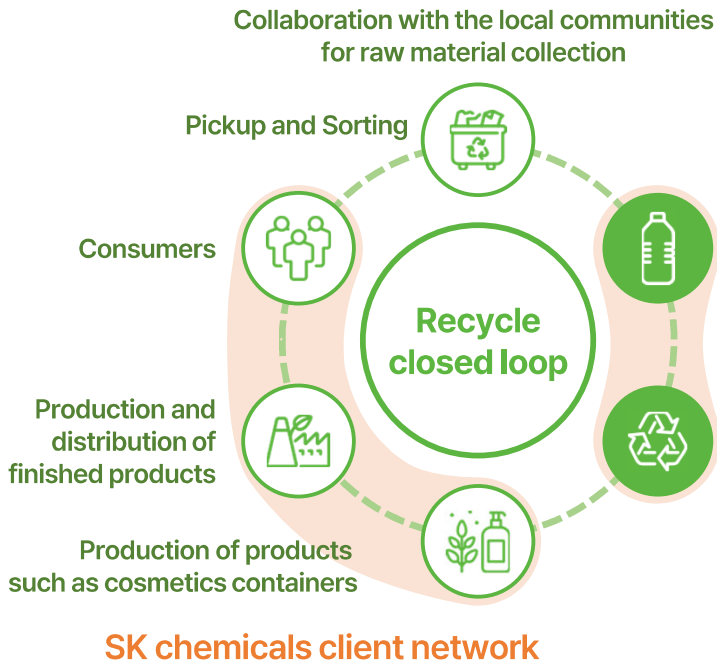 Collaboration with the local communities
for raw material collection
Pickup and Sorting
Consumers
Recycle
closed loop
Production and
distribution of
finished products
Production of products
such as cosmetics containers
SK chemicals client network